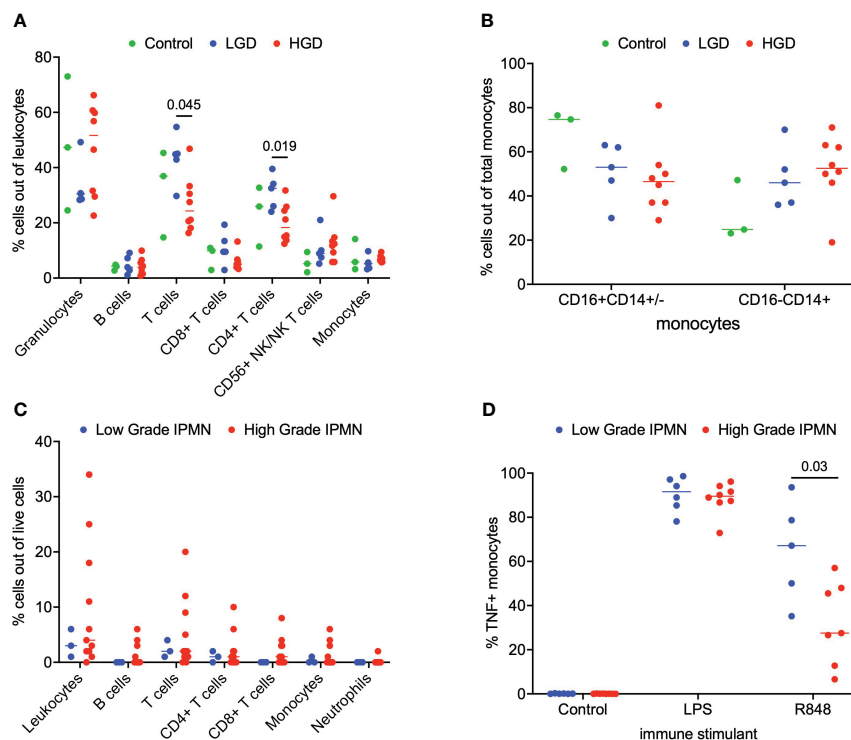 A
Control LGD HGD
% cells out of leukocytes
80
60
40
20
0
0.045
0.019
Granulocytes
B cells
T cells
CD8+ T cells
CD4+ T cells
CD56+ NK/NK T cells
Monocytes
B
Control LGD HGD
% cells out of total monocytes
100
80
60
40
20
0
CD16+CD14+/- CD16-CD14+
monocytes
C
Low Grade IPMN High Grade IPMN
% cells out of live cells
40
30
20
10
0
Leukocytes
B cells
T cells
CD4+ T cells
CD8+ T cells
Monocytes
Neutrophils
D
Low Grade IPMN High Grade IPMN
% TNF+ monocytes
100
80
60
40
20
0
0.03
Control LPS R848
immune stimulant